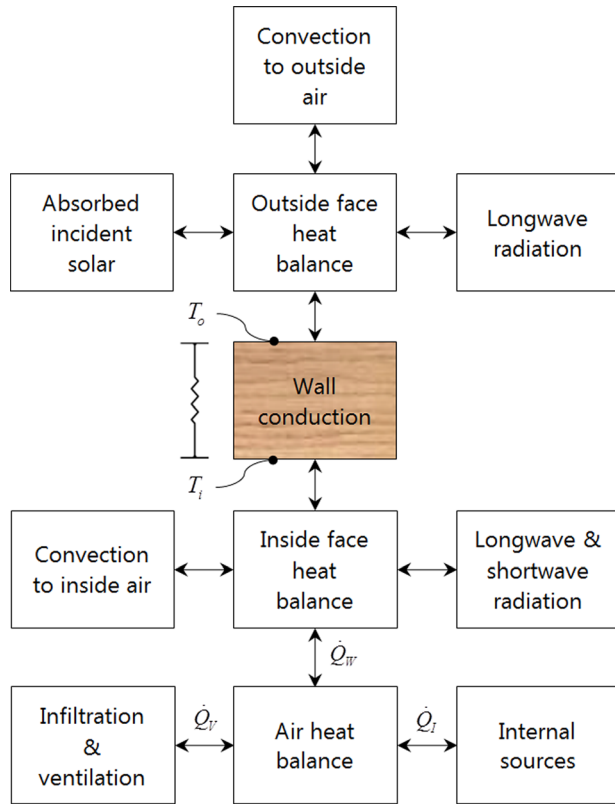 Convection
to outside
air
Absorbed
incident
solar
Outside face
heat
balance
Longwave
radiation
T_o
Wall
conduction
T_i
Convection
to inside air
Inside face
heat
balance
Longwave &
shortwave
radiation
Q̇_W
Infiltration
&
ventilation
Q̇_V
Air heat
balance
Q̇_I
Internal
sources